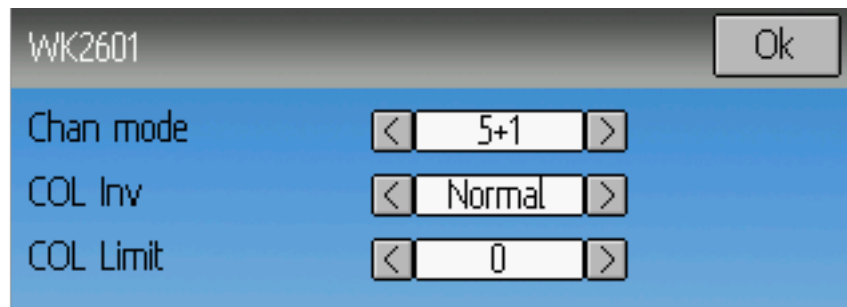 WK2601 Ok
Chan mode < 5+1 >
COL Inv < Normal >
COL Limit < 0 >